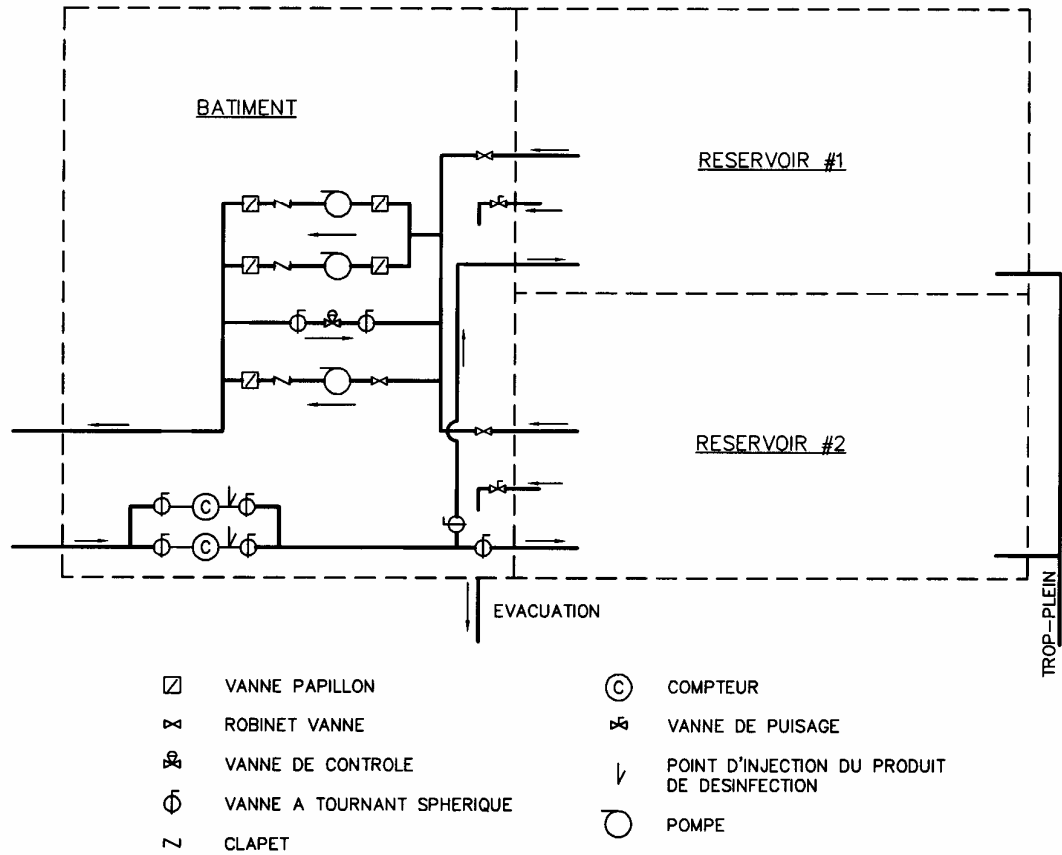 BATIMENT
RESERVOIR #1
RESERVOIR #2
C
C
EVACUATION
TROP-PLEIN
VANNE PAPILLON
ROBINET VANNE
VANNE DE CONTROLE
VANNE A TOURNANT SPHERIQUE
CLAPET
C COMPTEUR
VANNE DE PUISAGE
POINT D'INJECTION DU PRODUIT
DE DESINFECTION
POMPE